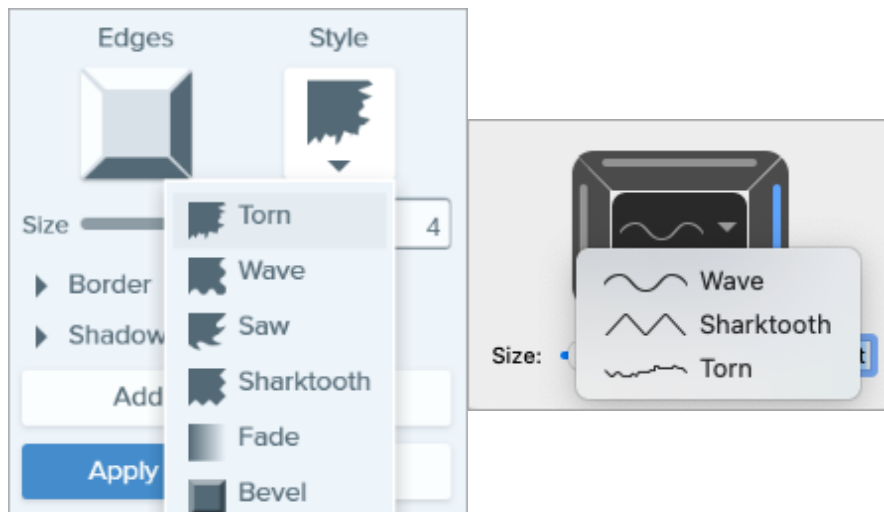 Edges Style
Torn
Size 4
Wave
Border
Saw
Shadow
Sharktooth
Add
Fade
Apply
Bevel
Wave
Sharktooth
Size: t
Torn